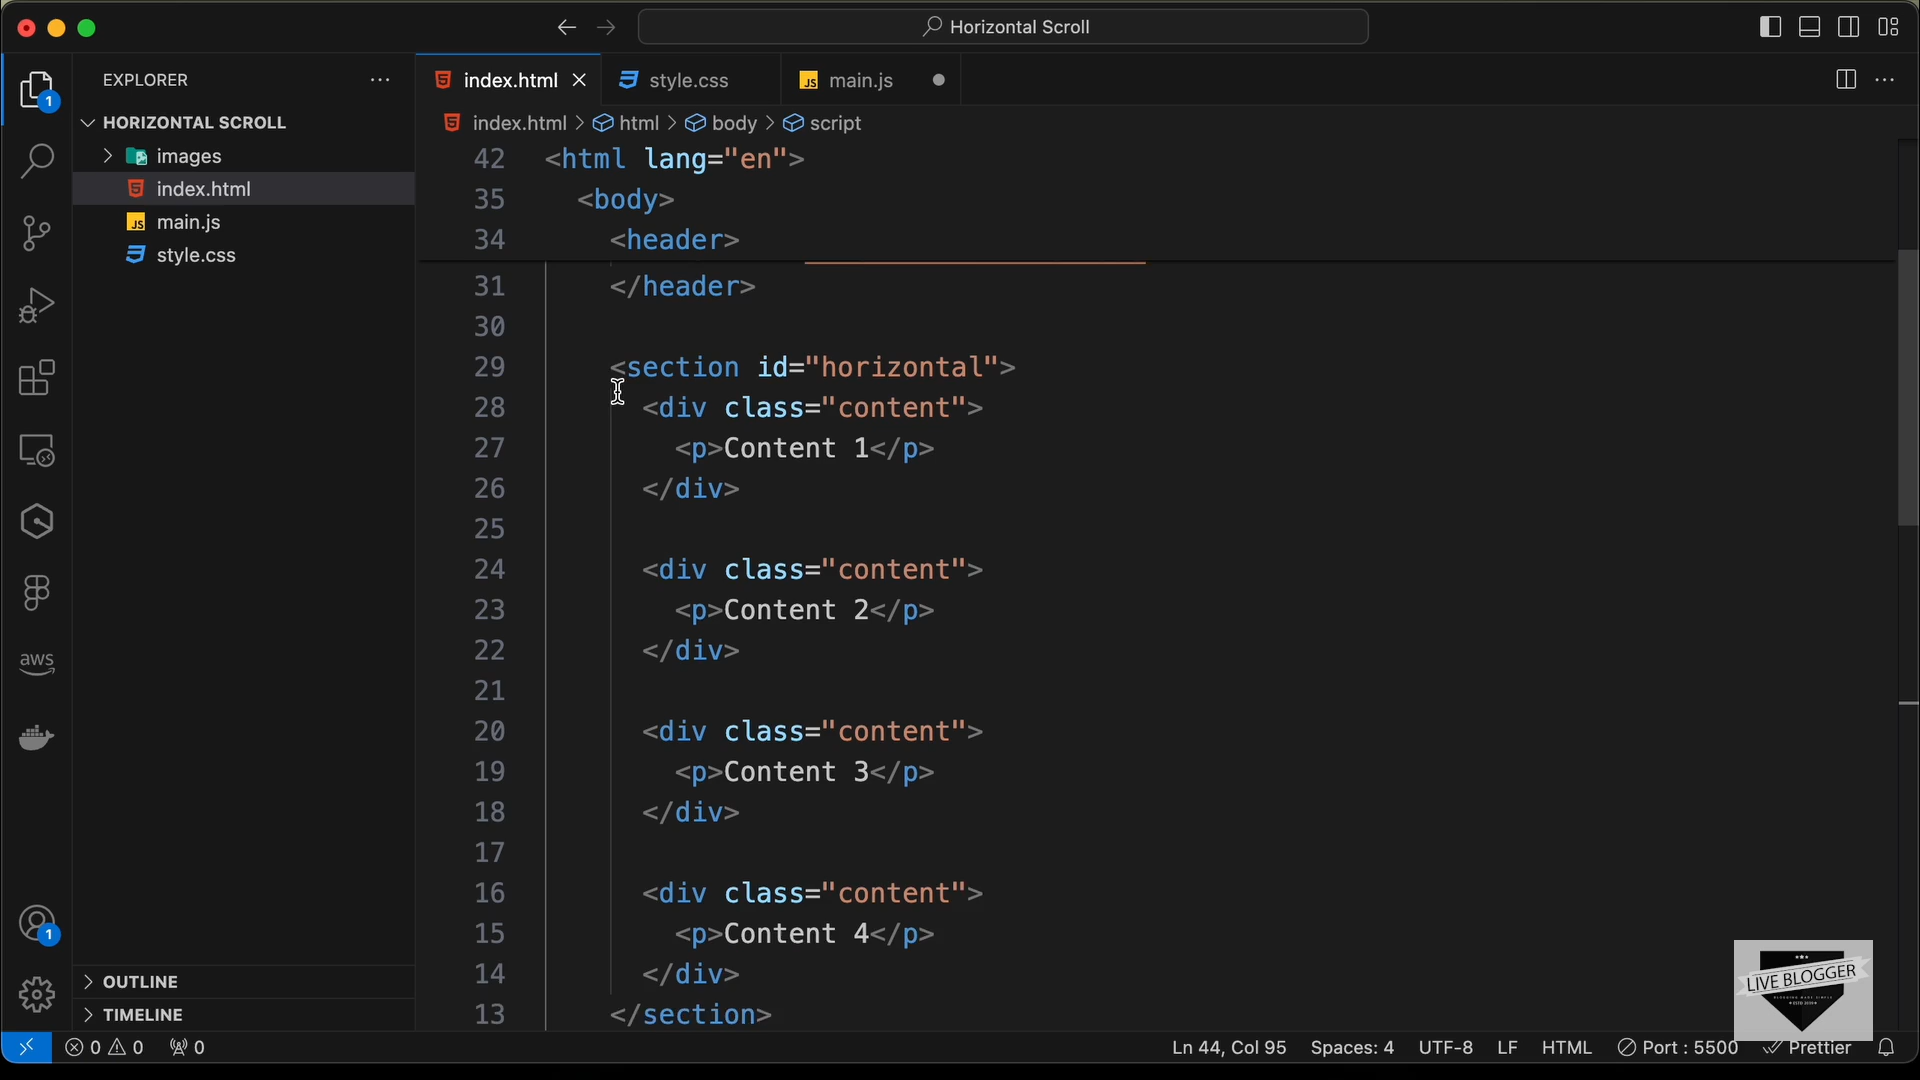 Horizontal Scroll
EXPLORER
HORIZONTAL SCROLL
images
index.html
main.js
style.css
OUTLINE
TIMELINE
1
aws
1
index.html
style.css
main.js
index.html > html > body > script
42 <html lang="en">
35 <body>
34 <header>
31 </header>
30
29 <section id="horizontal">
28 <div class="content">
27 <p>Content 1</p>
26 </div>
25
24 <div class="content">
23 <p>Content 2</p>
22 </div>
21
20 <div class="content">
19 <p>Content 3</p>
18 </div>
17
16 <div class="content">
15 <p>Content 4</p>
14 </div>
13 </section>
LIVE BLOGGER
0 0 0
Ln 44, Col 95 Spaces: 4 UTF-8 LF HTML Port : 5500 Prettier